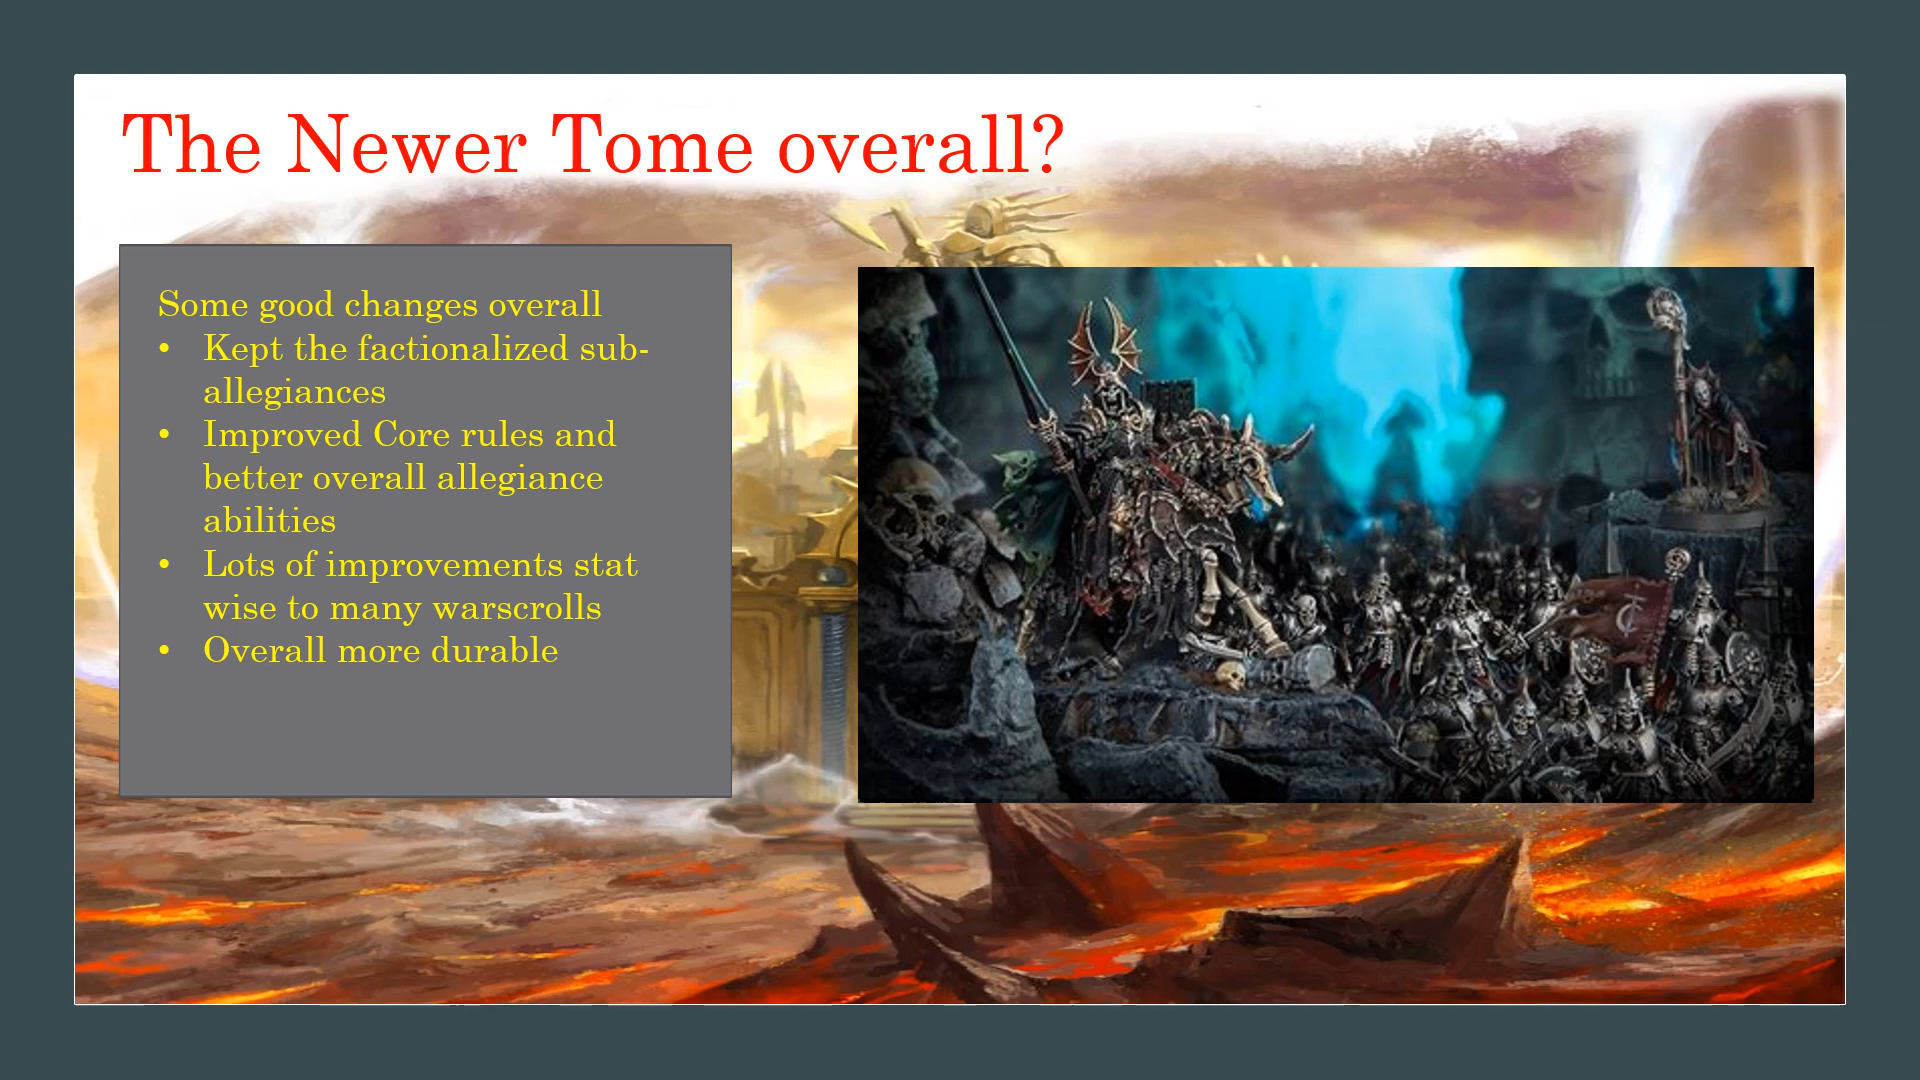 The Newer Tome overall?
Some good changes overall
• Kept the factionalized sub-
allegiances
• Improved Core rules and
better overall allegiance
abilities
• Lots of improvements stat
wise to many warscrolls
• Overall more durable